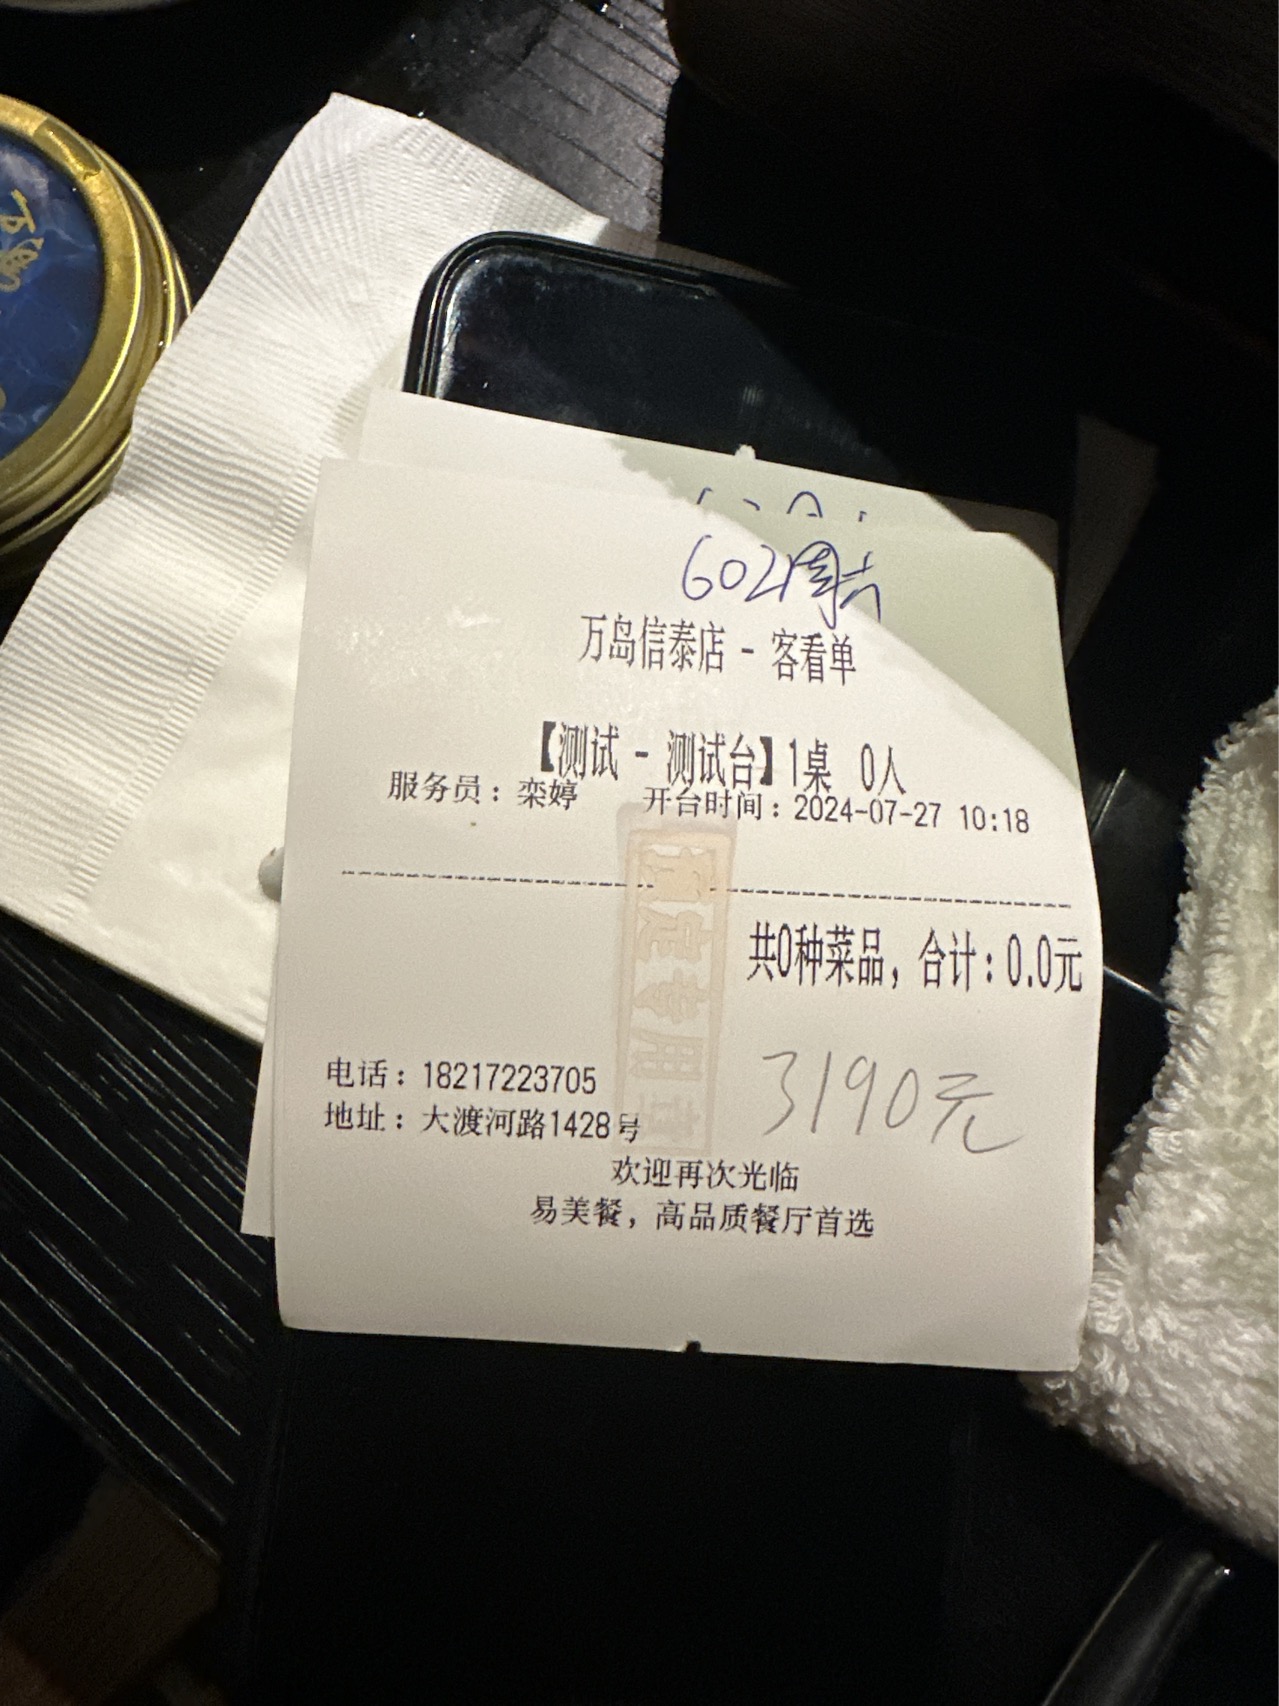 602周六
万岛信泰店 - 客看单
【测试 - 测试台】1桌 0人
服务员：栾婷 开台时间：2024-07-27 10:18
共0种菜品，合计：0.0元
3190元
电话：18217223705
地址：大渡河路1428号
欢迎再次光临
易美餐，高品质餐厅首选